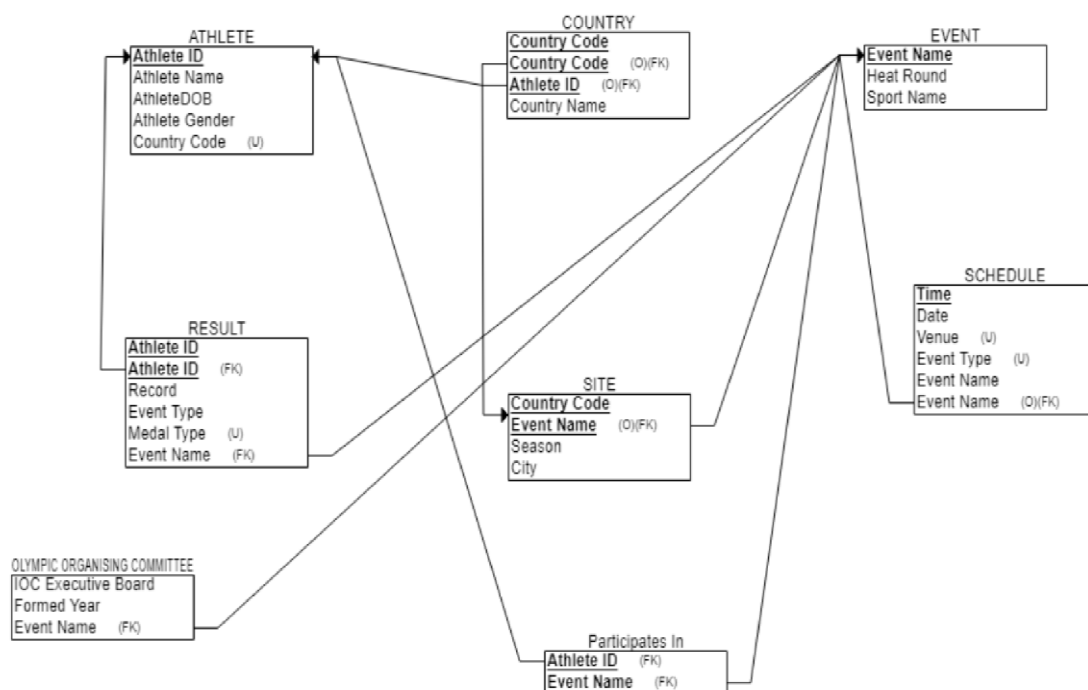 ATHLETE
Athlete ID
Athlete Name
AthleteDOB
Athlete Gender
Country Code (U)
COUNTRY
Country Code
Country Code (O)(FK)
Athlete ID (O)(FK)
Country Name
EVENT
Event Name
Heat Round
Sport Name
RESULT
Athlete ID
Athlete ID (FK)
Record
Event Type
Medal Type (U)
Event Name (FK)
SITE
Country Code
Event Name (O)(FK)
Season
City
SCHEDULE
Time
Date
Venue (U)
Event Type (U)
Event Name
Event Name (O)(FK)
OLYMPIC ORGANISING COMMITTEE
IOC Executive Board
Formed Year
Event Name (FK)
Participates In
Athlete ID (FK)
Event Name (FK)